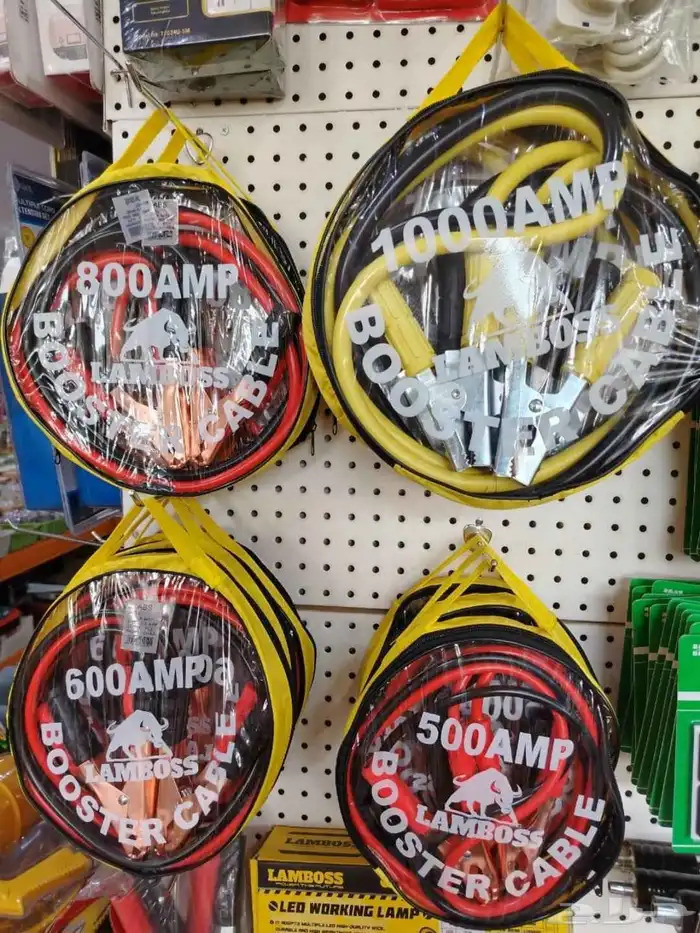 1000AMP
LAMBOSS
BOOSTER CABLE
800AMP
LAMBOSS
BOOSTER CABLE
600AMP
LAMBOSS
BOOSTER CABLE
500AMP
LAMBOSS
BOOSTER CABLE
LAMBOSS
LED WORKING LAMP